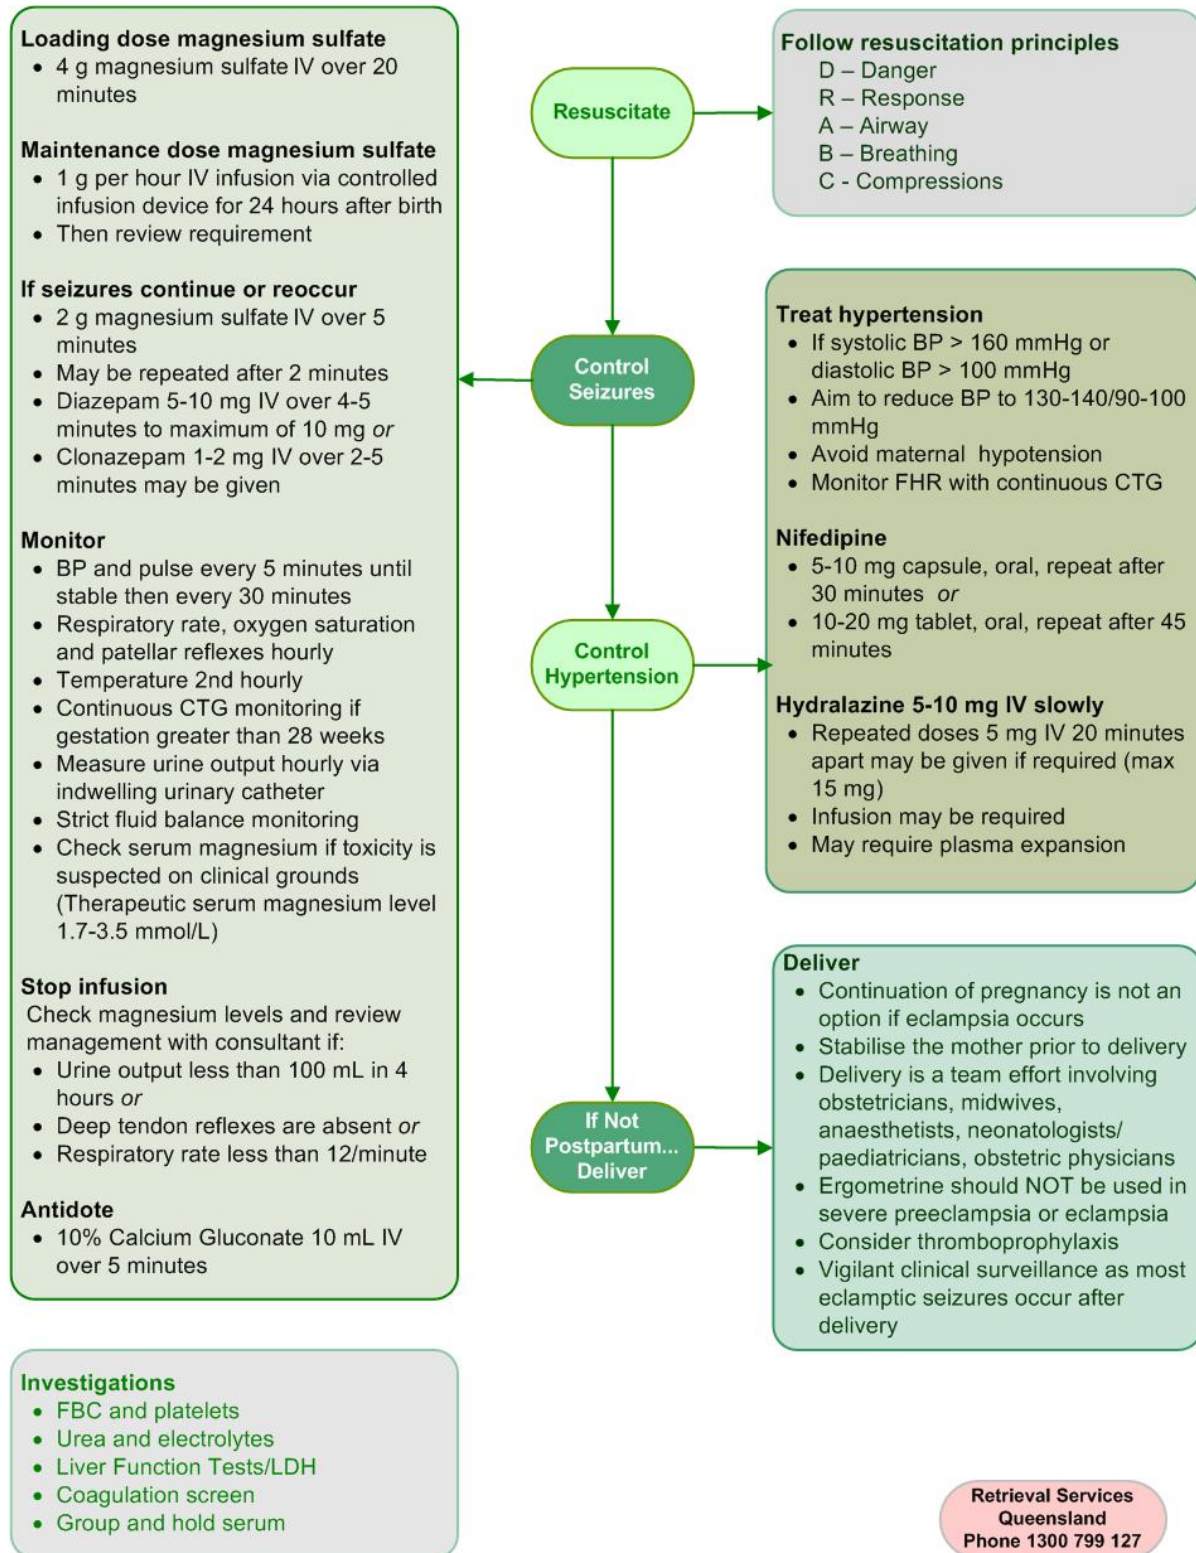 Loading dose magnesium sulfate
• 4 g magnesium sulfate IV over 20
minutes
Maintenance dose magnesium sulfate
• 1 g per hour IV infusion via controlled
infusion device for 24 hours after birth
• Then review requirement
If seizures continue or reoccur
• 2 g magnesium sulfate IV over 5
minutes
• May be repeated after 2 minutes
• Diazepam 5-10 mg IV over 4-5
minutes to maximum of 10 mg or
• Clonazepam 1-2 mg IV over 2-5
minutes may be given
Monitor
• BP and pulse every 5 minutes until
stable then every 30 minutes
• Respiratory rate, oxygen saturation
and patellar reflexes hourly
• Temperature 2nd hourly
• Continuous CTG monitoring if
gestation greater than 28 weeks
• Measure urine output hourly via
indwelling urinary catheter
• Strict fluid balance monitoring
• Check serum magnesium if toxicity is
suspected on clinical grounds
(Therapeutic serum magnesium level
1.7-3.5 mmol/L)
Stop infusion
Check magnesium levels and review
management with consultant if:
• Urine output less than 100 mL in 4
hours or
• Deep tendon reflexes are absent or
• Respiratory rate less than 12/minute
Antidote
• 10% Calcium Gluconate 10 mL IV
over 5 minutes
Investigations
• FBC and platelets
• Urea and electrolytes
• Liver Function Tests/LDH
• Coagulation screen
• Group and hold serum
Resuscitate
Control
Seizures
Control
Hypertension
If Not
Postpartum...
Deliver
Follow resuscitation principles
D – Danger
R – Response
A – Airway
B – Breathing
C - Compressions
Treat hypertension
• If systolic BP > 160 mmHg or
diastolic BP > 100 mmHg
• Aim to reduce BP to 130-140/90-100
mmHg
• Avoid maternal hypotension
• Monitor FHR with continuous CTG
Nifedipine
• 5-10 mg capsule, oral, repeat after
30 minutes or
• 10-20 mg tablet, oral, repeat after 45
minutes
Hydralazine 5-10 mg IV slowly
• Repeated doses 5 mg IV 20 minutes
apart may be given if required (max
15 mg)
• Infusion may be required
• May require plasma expansion
Deliver
• Continuation of pregnancy is not an
option if eclampsia occurs
• Stabilise the mother prior to delivery
• Delivery is a team effort involving
obstetricians, midwives,
anaesthetists, neonatologists/
paediatricians, obstetric physicians
• Ergometrine should NOT be used in
severe preeclampsia or eclampsia
• Consider thromboprophylaxis
• Vigilant clinical surveillance as most
eclamptic seizures occur after
delivery
Retrieval Services
Queensland
Phone 1300 799 127